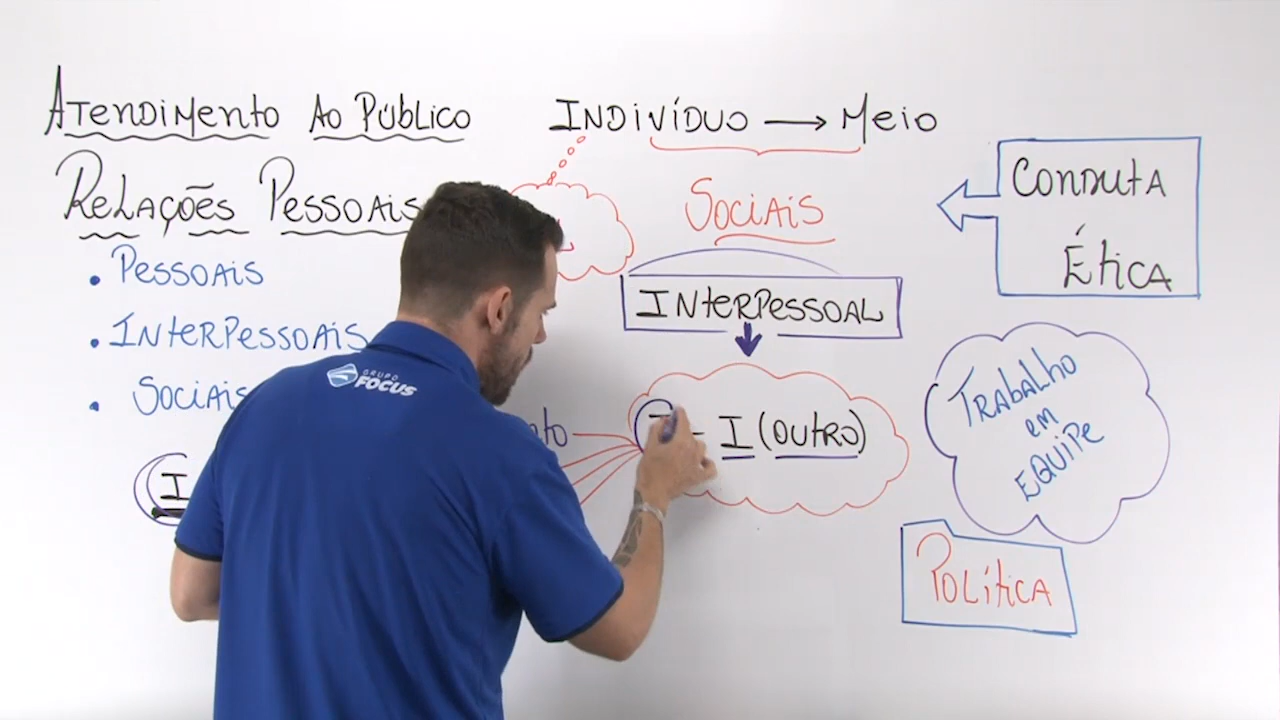 Atendimento Ao Público
Relações Pessoais
• Pessoais
• Interpessoais
• Sociais
I
Indivíduo → Meio
Sociais
Interpessoal
I (outro)
Conduta
Ética
Trabalho
em
Equipe
Política
GRUPO
FOCUS